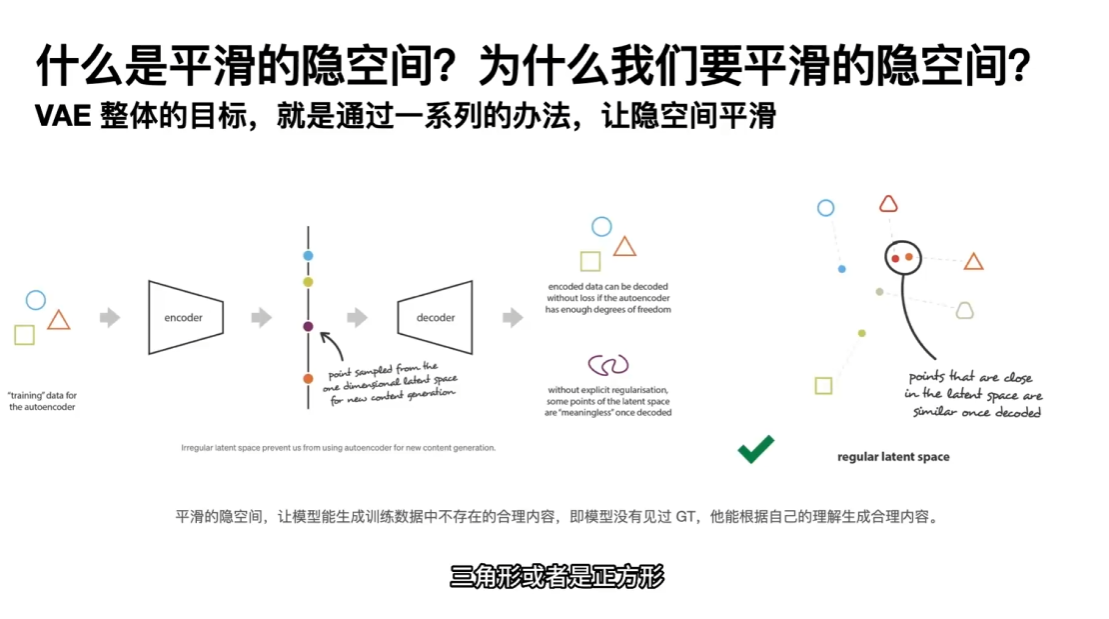 什么是平滑的隐空间？为什么我们要平滑的隐空间？
VAE 整体的目标，就是通过一系列的办法，让隐空间平滑
"training" data for
the autoencoder
encoder
point sampled from the
one dimensional latent space
for new content generation
decoder
encoded data can be decoded
without loss if the autoencoder
has enough degrees of freedom
without explicit regularisation,
some points of the latent space
are "meaningless" once decoded
Irregular latent space prevent us from using autoencoder for new content generation.
points that are close
in the latent space are
similar once decoded
regular latent space
平滑的隐空间，让模型能生成训练数据中不存在的合理内容，即模型没有见过 GT，他能根据自己的理解生成合理内容。
三角形或者是正方形